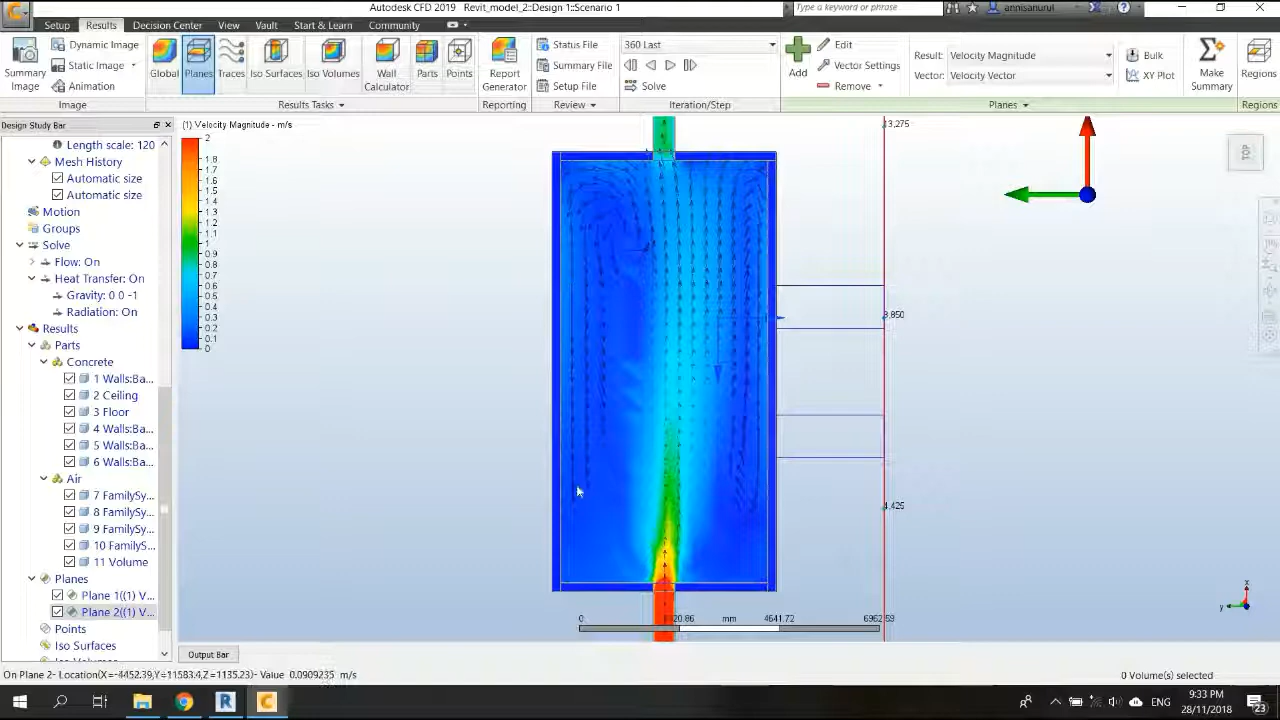 Autodesk CFD 2019 Revit_model_2::Design 1::Scenario 1
Type a keyword or phrase
annisanurul
Setup
Results
Decision Center
View
Vault
Start & Learn
Community
Summary Image
Dynamic Image
Static Image
Animation
Image
Global
Planes
Traces
Iso Surfaces
Iso Volumes
Wall Calculator
Parts
Points
Results Tasks
Report Generator
Reporting
Status File
Summary File
Setup File
Review
360 Last
Solve
Iteration/Step
Add
Edit
Vector Settings
Remove
Result: Velocity Magnitude
Vector: Velocity Vector
Planes
Bulk
XY Plot
Make Summary
Regions
Regions
Design Study Bar
Length scale: 120
Mesh History
Automatic size
Automatic size
Motion
Groups
Solve
Flow: On
Heat Transfer: On
Gravity: 0 0 -1
Radiation: On
Results
Parts
Concrete
1 Walls:Ba...
2 Ceiling
3 Floor
4 Walls:Ba...
5 Walls:Ba...
6 Walls:Ba...
Air
7 FamilySy...
8 FamilySy...
9 FamilySy...
10 FamilyS...
11 Volume
Planes
Plane 1((1) V...
Plane 2((1) V...
Points
Iso Surfaces
(1) Velocity Magnitude - m/s
2
1.8
1.7
1.6
1.5
1.4
1.3
1.2
1.1
1
0.9
0.8
0.7
0.6
0.5
0.4
0.3
0.2
0.1
0
13,275
4,425
TOP
x
y
0
mm
4641.72
6962.59
Output Bar
On Plane 2- Location(X=-4452.39,Y=11583.4,Z=1135.23)- Value 0.0909235 m/s
0 Volume(s) selected
ENG
9:33 PM
28/11/2018
23